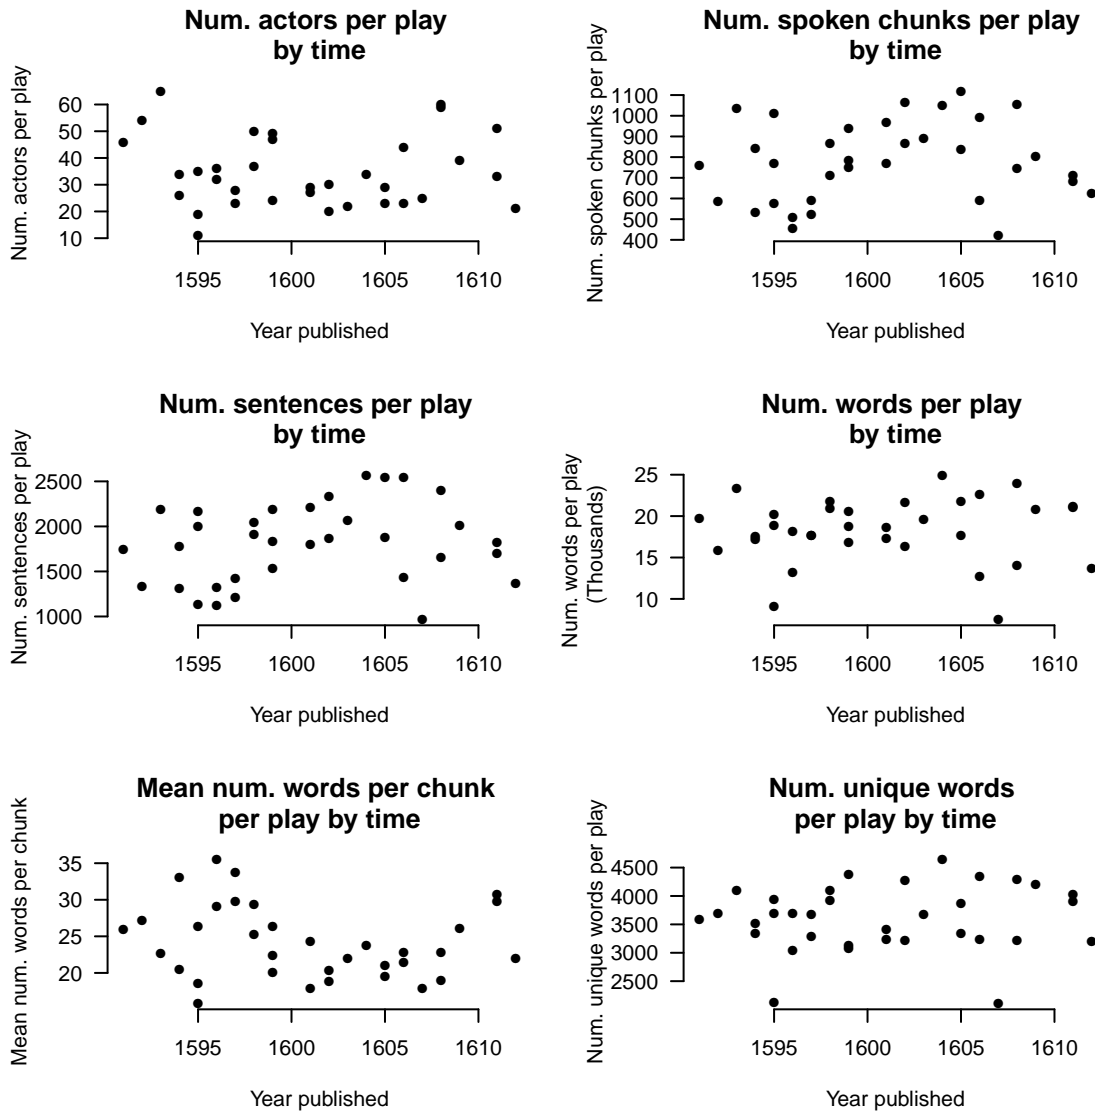 Num. actors per play
by time
Num. actors per play
60
50
40
30
20
10
1595 1600 1605 1610
Year published
Num. spoken chunks per play
by time
Num. spoken chunks per play
1100
1000
900
800
700
600
500
400
1595 1600 1605 1610
Year published
Num. sentences per play
by time
Num. sentences per play
2500
2000
1500
1000
1595 1600 1605 1610
Year published
Num. words per play
by time
Num. words per play
(Thousands)
25
20
15
10
1595 1600 1605 1610
Year published
Mean num. words per chunk
per play by time
Mean num. words per chunk
35
30
25
20
1595 1600 1605 1610
Year published
Num. unique words
per play by time
Num. unique words per play
4500
3500
3000
2500
1595 1600 1605 1610
Year published